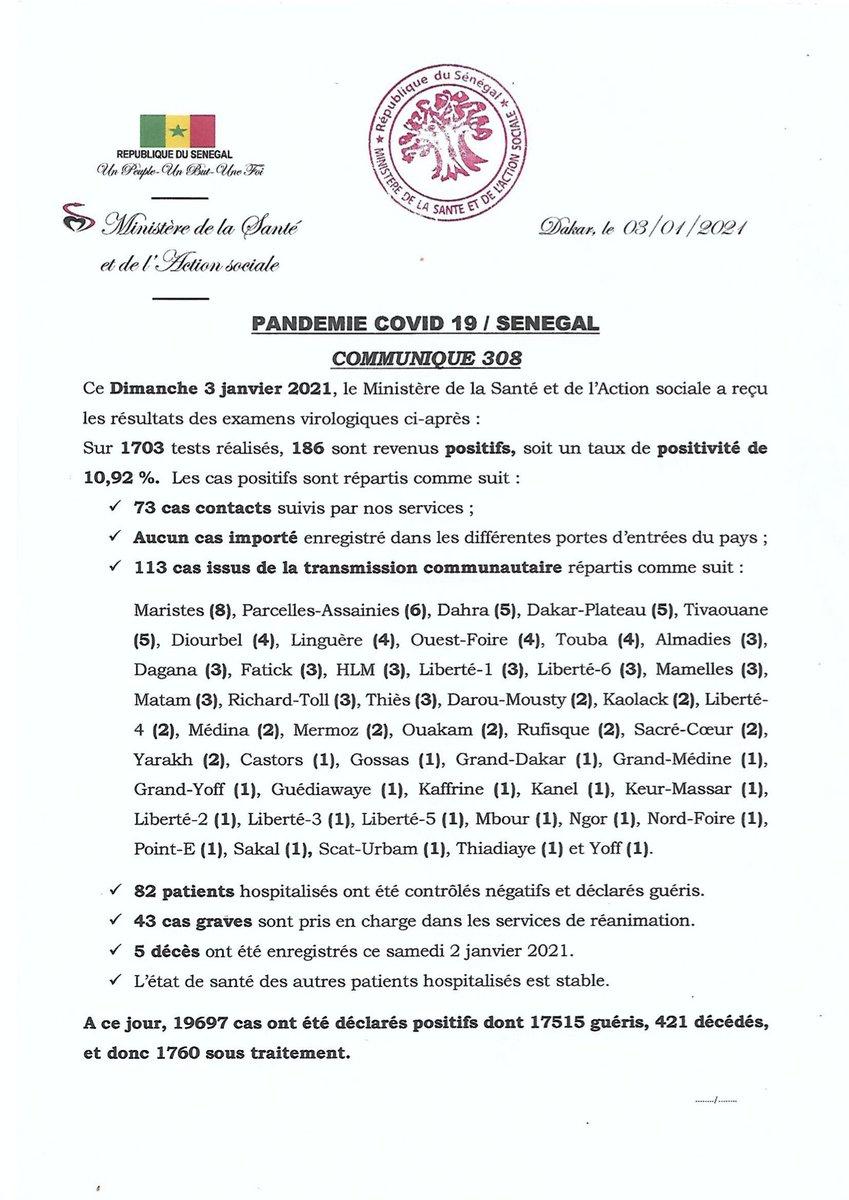 République du Sénégal
MINISTERE DE LA SANTE ET DE L'ACTION SOCIALE
REPUBLIQUE DU SENEGAL
Un Peuple-Un But-Une Foi
Ministère de la Santé
et de l'Action sociale
Dakar, le 03/01/2021
PANDEMIE COVID 19 / SENEGAL
COMMUNIQUE 308
Ce Dimanche 3 janvier 2021, le Ministère de la Santé et de l'Action sociale a reçu
les résultats des examens virologiques ci-après :
Sur 1703 tests réalisés, 186 sont revenus positifs, soit un taux de positivité de
10,92 %. Les cas positifs sont répartis comme suit :
✓ 73 cas contacts suivis par nos services ;
✓ Aucun cas importé enregistré dans les différentes portes d'entrées du pays ;
✓ 113 cas issus de la transmission communautaire répartis comme suit :
Maristes (8), Parcelles-Assainies (6), Dahra (5), Dakar-Plateau (5), Tivaouane
(5), Diourbel (4), Linguère (4), Ouest-Foire (4), Touba (4), Almadies (3),
Dagana (3), Fatick (3), HLM (3), Liberté-1 (3), Liberté-6 (3), Mamelles (3),
Matam (3), Richard-Toll (3), Thiès (3), Darou-Mousty (2), Kaolack (2), Liberté-
4 (2), Médina (2), Mermoz (2), Ouakam (2), Rufisque (2), Sacré-Cœur (2),
Yarakh (2), Castors (1), Gossas (1), Grand-Dakar (1), Grand-Médine (1),
Grand-Yoff (1), Guédiawaye (1), Kaffrine (1), Kanel (1), Keur-Massar (1),
Liberté-2 (1), Liberté-3 (1), Liberté-5 (1), Mbour (1), Ngor (1), Nord-Foire (1),
Point-E (1), Sakal (1), Scat-Urbam (1), Thiadiaye (1) et Yoff (1).
✓ 82 patients hospitalisés ont été contrôlés négatifs et déclarés guéris.
✓ 43 cas graves sont pris en charge dans les services de réanimation.
✓ 5 décès ont été enregistrés ce samedi 2 janvier 2021.
✓ L'état de santé des autres patients hospitalisés est stable.
A ce jour, 19697 cas ont été déclarés positifs dont 17515 guéris, 421 décédés,
et donc 1760 sous traitement.
......../........